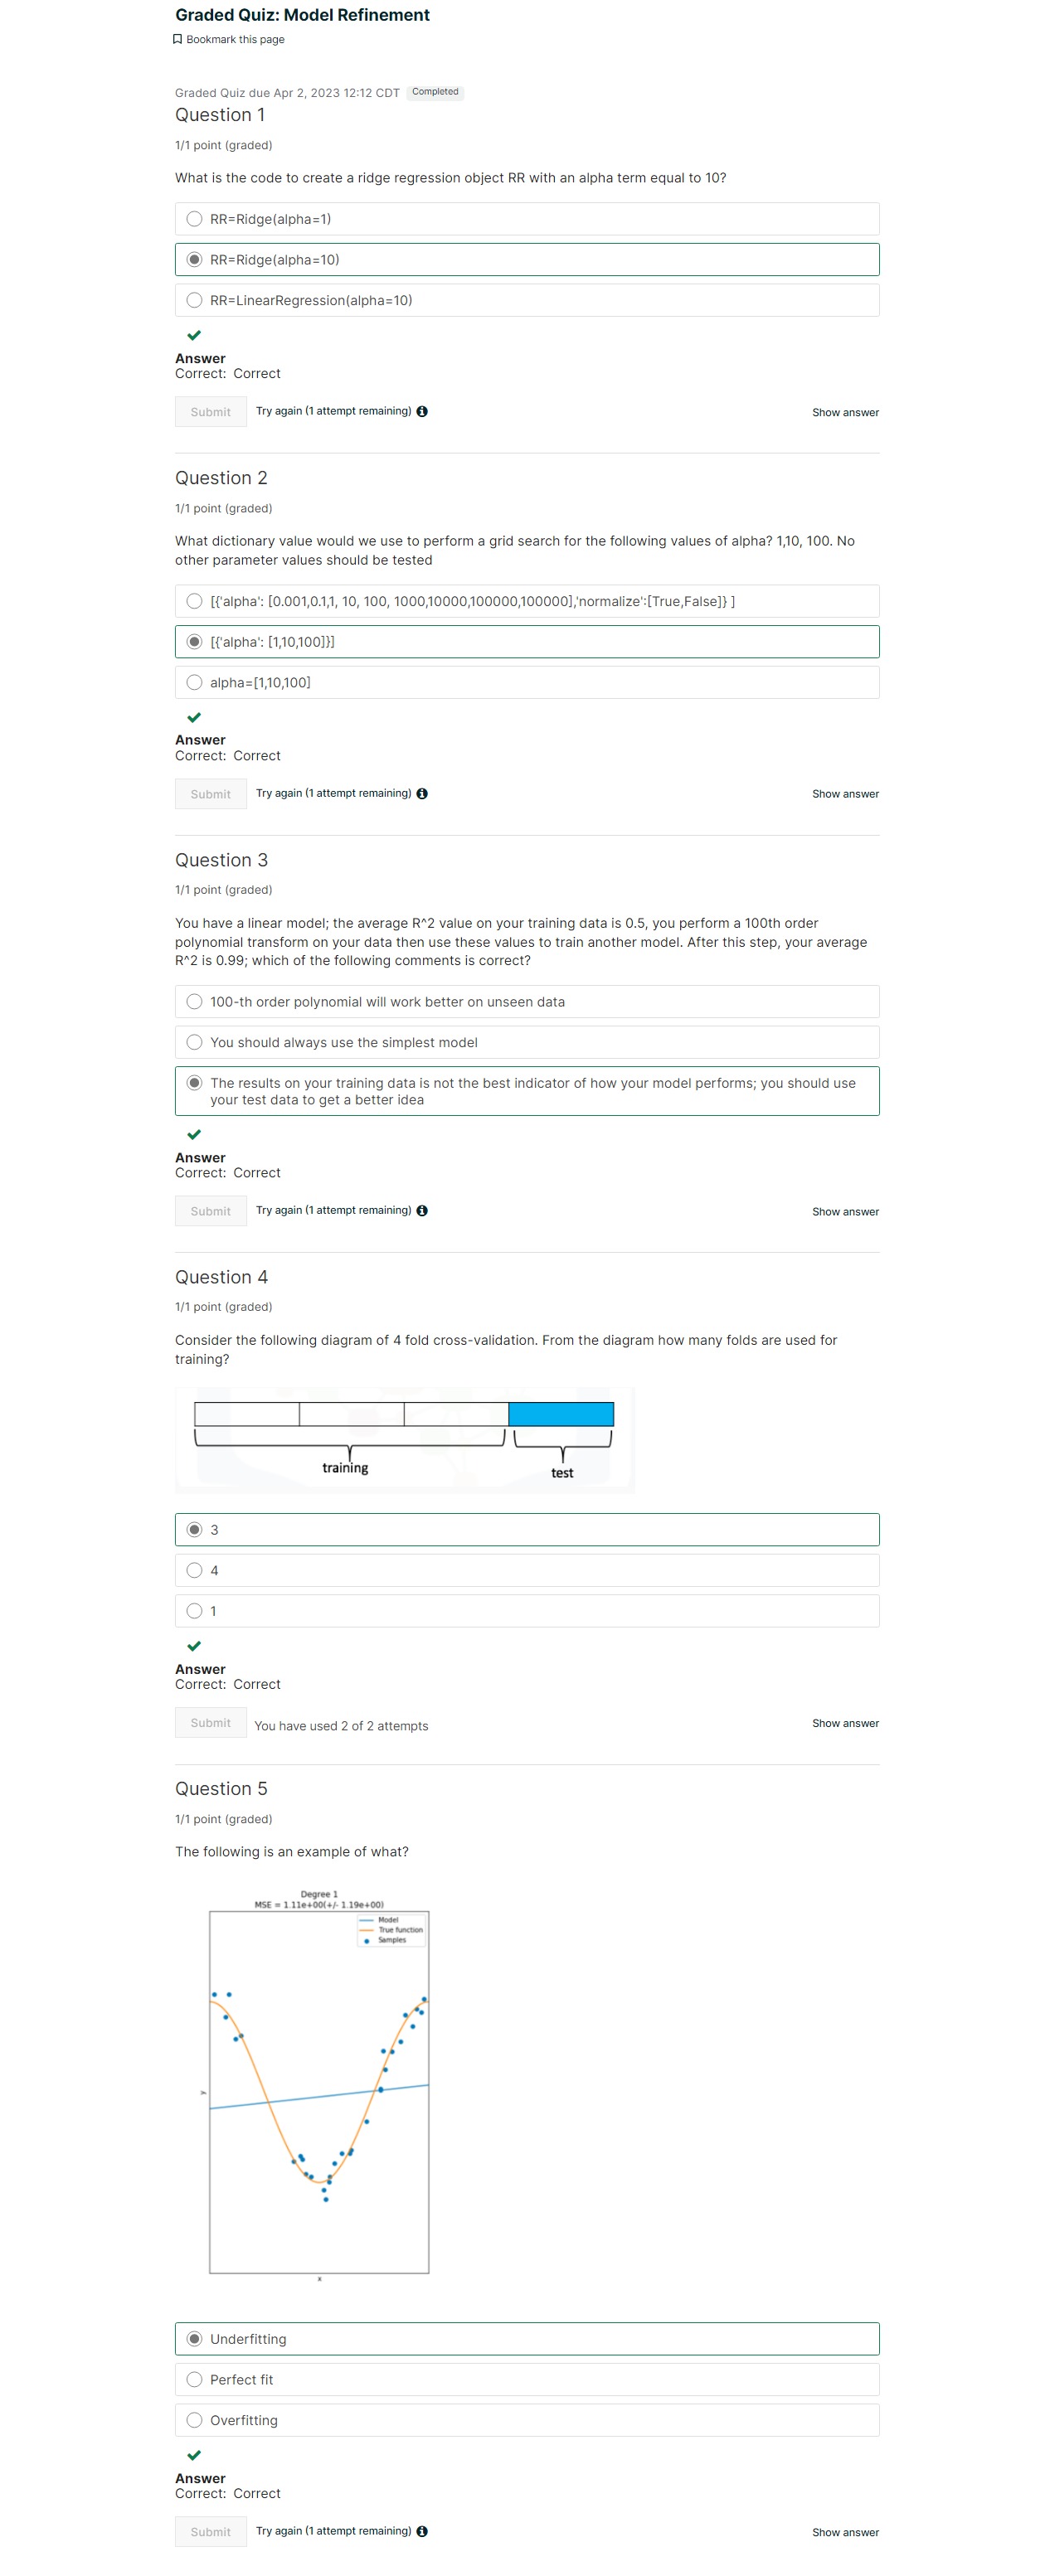 Graded Quiz: Model Refinement
Bookmark this page
Graded Quiz due Apr 2, 2023 12:12 CDT Completed
Question 1
1/1 point (graded)
What is the code to create a ridge regression object RR with an alpha term equal to 10?
RR=Ridge(alpha=1)
RR=Ridge(alpha=10)
RR=LinearRegression(alpha=10)
Answer
Correct: Correct
Submit Try again (1 attempt remaining) Show answer
Question 2
1/1 point (graded)
What dictionary value would we use to perform a grid search for the following values of alpha? 1,10, 100. No
other parameter values should be tested
[{'alpha': [0.001,0.1,1, 10, 100, 1000,10000,100000,100000],'normalize':[True,False]} ]
[{'alpha': [1,10,100]}]
alpha=[1,10,100]
Answer
Correct: Correct
Submit Try again (1 attempt remaining) Show answer
Question 3
1/1 point (graded)
You have a linear model; the average R^2 value on your training data is 0.5, you perform a 100th order
polynomial transform on your data then use these values to train another model. After this step, your average
R^2 is 0.99; which of the following comments is correct?
100-th order polynomial will work better on unseen data
You should always use the simplest model
The results on your training data is not the best indicator of how your model performs; you should use
your test data to get a better idea
Answer
Correct: Correct
Submit Try again (1 attempt remaining) Show answer
Question 4
1/1 point (graded)
Consider the following diagram of 4 fold cross-validation. From the diagram how many folds are used for
training?
training
test
3
4
1
Answer
Correct: Correct
Submit You have used 2 of 2 attempts Show answer
Question 5
1/1 point (graded)
The following is an example of what?
Degree 1
MSE = 1.11e+00(+/- 1.19e+00)
Model
True function
Samples
y
x
Underfitting
Perfect fit
Overfitting
Answer
Correct: Correct
Submit Try again (1 attempt remaining) Show answer